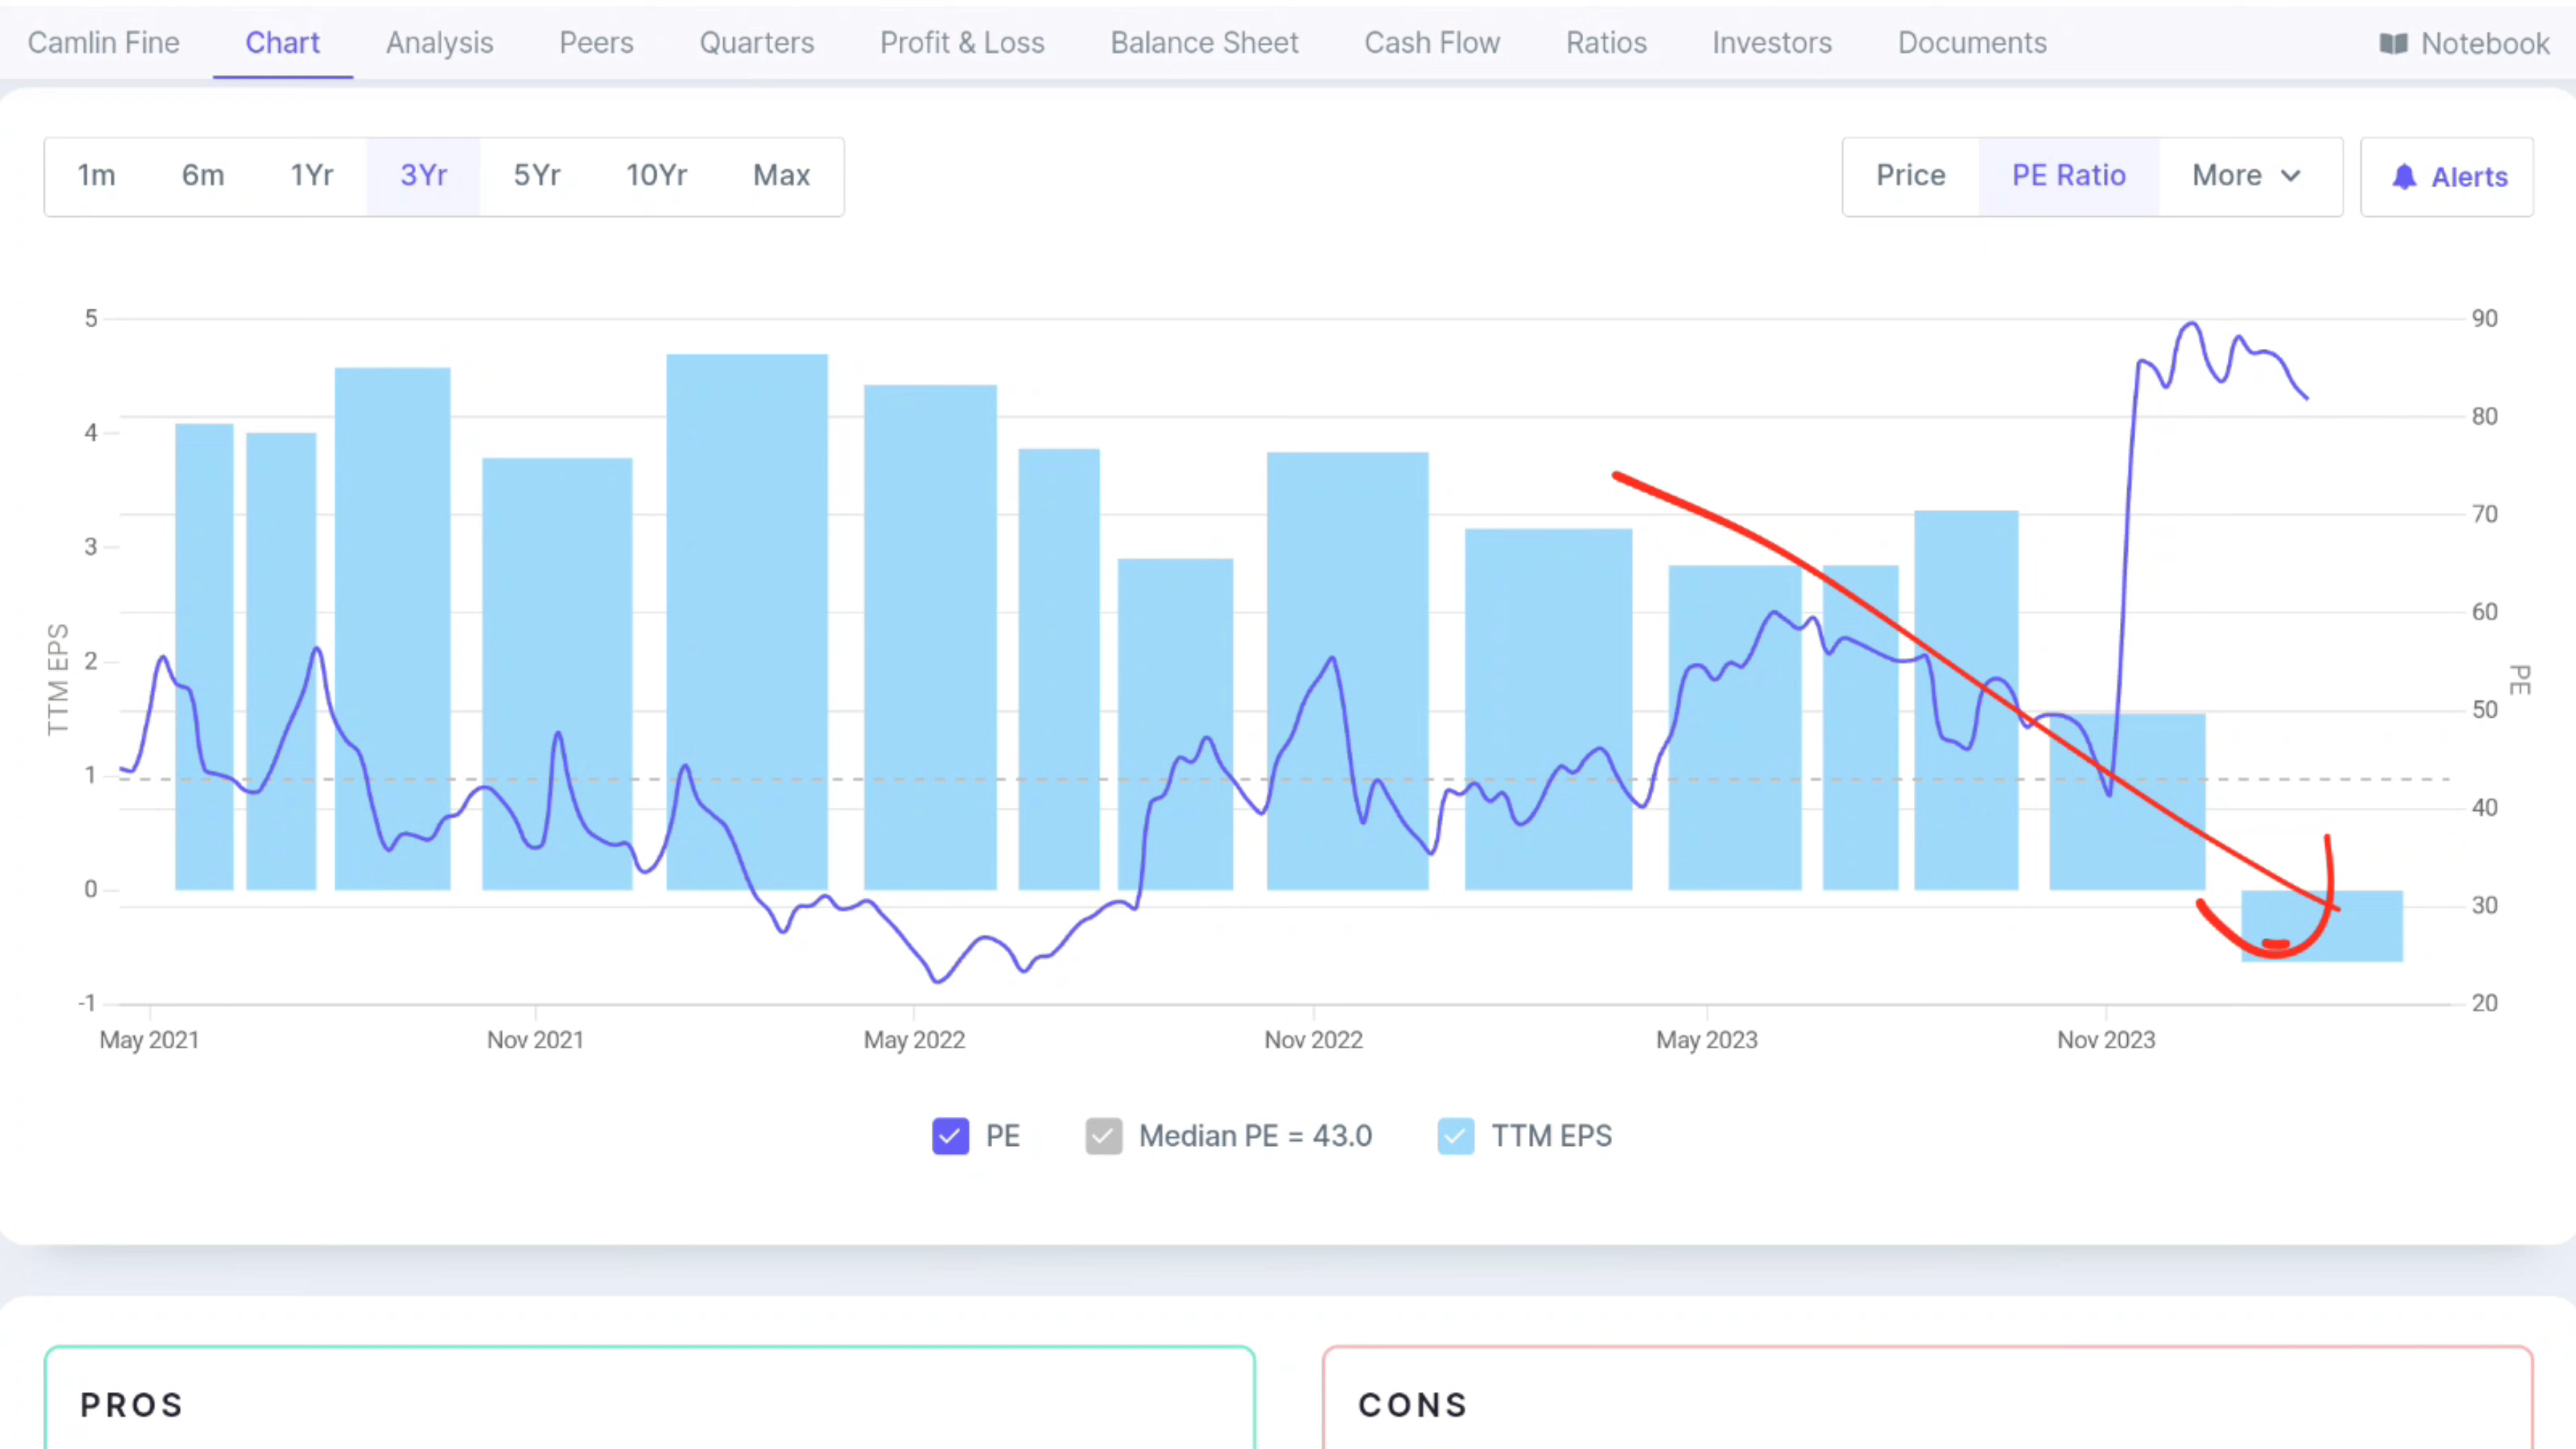 Camlin Fine Chart Analysis Peers Quarters Profit & Loss Balance Sheet Cash Flow Ratios Investors Documents Notebook
1m 6m 1Yr 3Yr 5Yr 10Yr Max Price PE Ratio More Alerts
5 90
80
4
70
3
60
TTM EPS
2
PE
50
1
40
0
30
-1 20
May 2021 Nov 2021 May 2022 Nov 2022 May 2023 Nov 2023
PE Median PE = 43.0 TTM EPS
PROS CONS